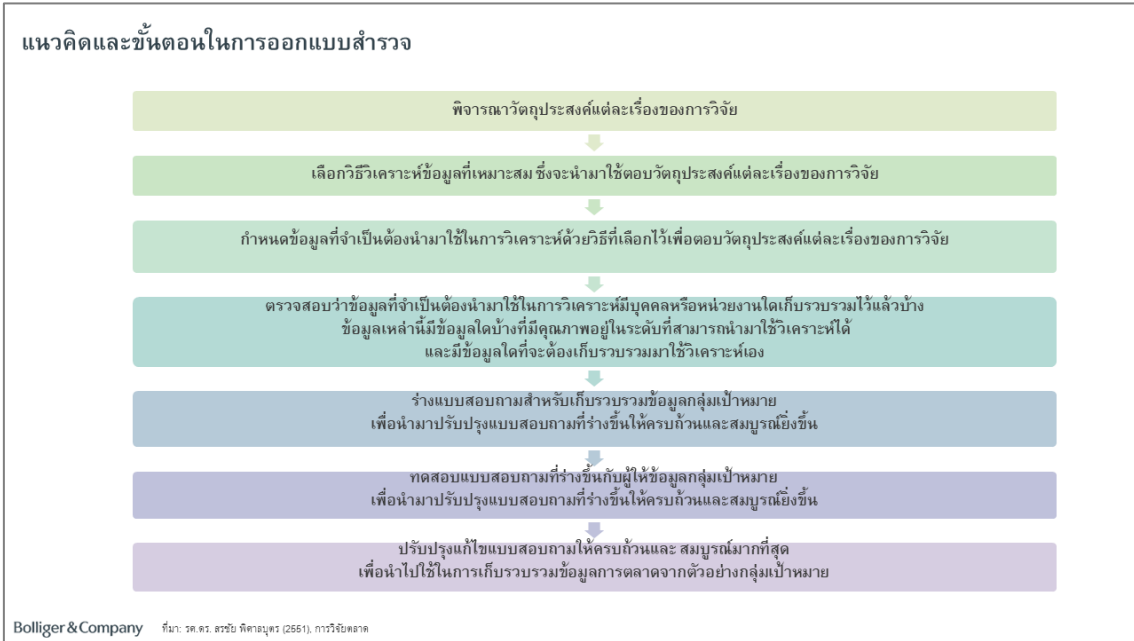 แนวคิดและขั้นตอนในการออกแบบสำรวจ
พิจารณาวัตถุประสงค์แต่ละเรื่องของการวิจัย
เลือกวิธีวิเคราะห์ข้อมูลที่เหมาะสม ซึ่งจะนำมาใช้ตอบวัตถุประสงค์แต่ละเรื่องของการวิจัย
กำหนดข้อมูลที่จำเป็นต้องนำมาใช้ในการวิเคราะห์ด้วยวิธีที่เลือกไว้เพื่อตอบวัตถุประสงค์แต่ละเรื่องของการวิจัย
ตรวจสอบว่าข้อมูลที่จำเป็นต้องนำมาใช้ในการวิเคราะห์มีบุคคลหรือหน่วยงานใดเก็บรวบรวมไว้แล้วบ้าง
ข้อมูลเหล่านี้มีข้อมูลใดบ้างที่มีคุณภาพอยู่ในระดับที่สามารถนำมาใช้วิเคราะห์ได้
และมีข้อมูลใดที่จะต้องเก็บรวบรวมมาใช้วิเคราะห์เอง
ร่างแบบสอบถามสำหรับเก็บรวบรวมข้อมูลกลุ่มเป้าหมาย
เพื่อนำมาปรับปรุงแบบสอบถามที่ร่างขึ้นให้ครบถ้วนและสมบูรณ์ยิ่งขึ้น
ทดสอบแบบสอบถามที่ร่างขึ้นกับผู้ให้ข้อมูลกลุ่มเป้าหมาย
เพื่อนำมาปรับปรุงแบบสอบถามที่ร่างขึ้นให้ครบถ้วนและสมบูรณ์ยิ่งขึ้น
ปรับปรุงแก้ไขแบบสอบถามให้ครบถ้วนและ สมบูรณ์มากที่สุด
เพื่อนำไปใช้ในการเก็บรวบรวมข้อมูลการตลาดจากตัวอย่างกลุ่มเป้าหมาย
Bolliger & Company ที่มา: รศ.ดร. สรชัย พิศาลบุตร (2551), การวิจัยตลาด